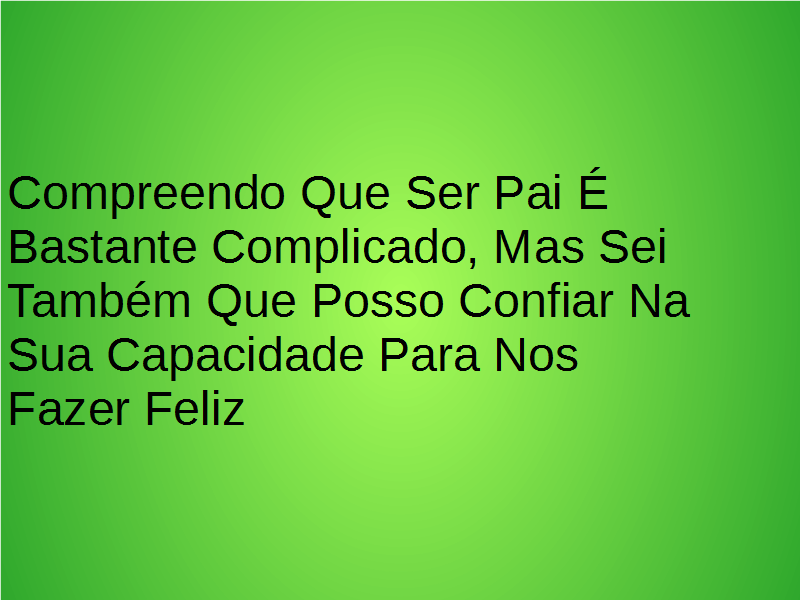 Compreendo Que Ser Pai É
Bastante Complicado, Mas Sei
Também Que Posso Confiar Na
Sua Capacidade Para Nos
Fazer Feliz